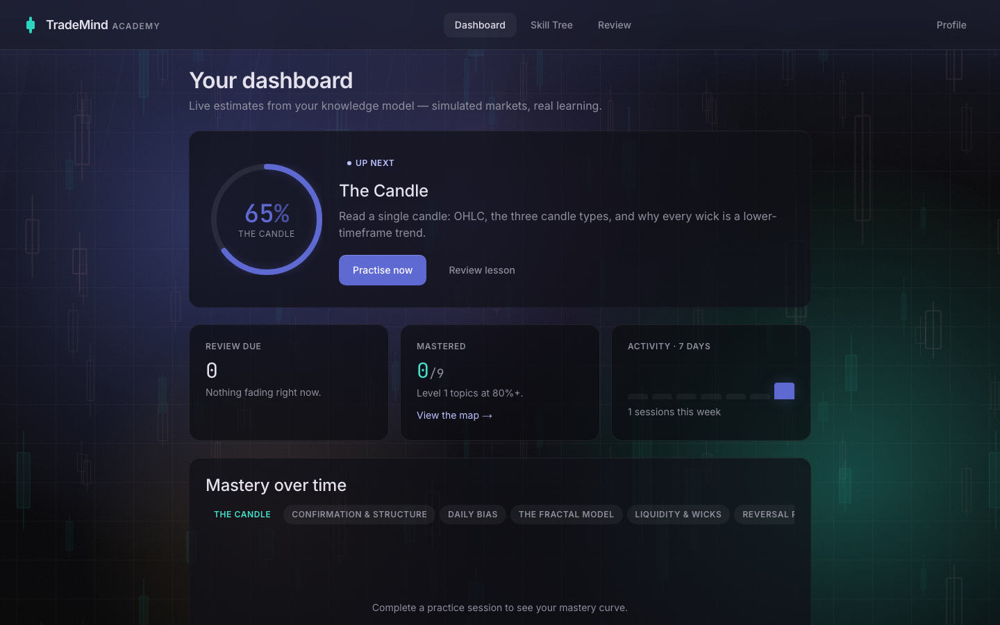 TradeMind ACADEMY
Dashboard
Skill Tree
Review
Profile
Your dashboard
Live estimates from your knowledge model — simulated markets, real learning.
65%
THE CANDLE
UP NEXT
The Candle
Read a single candle: OHLC, the three candle types, and why every wick is a lower-
timeframe trend.
Practise now
Review lesson
REVIEW DUE
0
Nothing fading right now.
MASTERED
0/9
Level 1 topics at 80%+.
View the map →
ACTIVITY · 7 DAYS
1 sessions this week
Mastery over time
THE CANDLE
CONFIRMATION & STRUCTURE
DAILY BIAS
THE FRACTAL MODEL
LIQUIDITY & WICKS
REVERSAL
Complete a practice session to see your mastery curve.